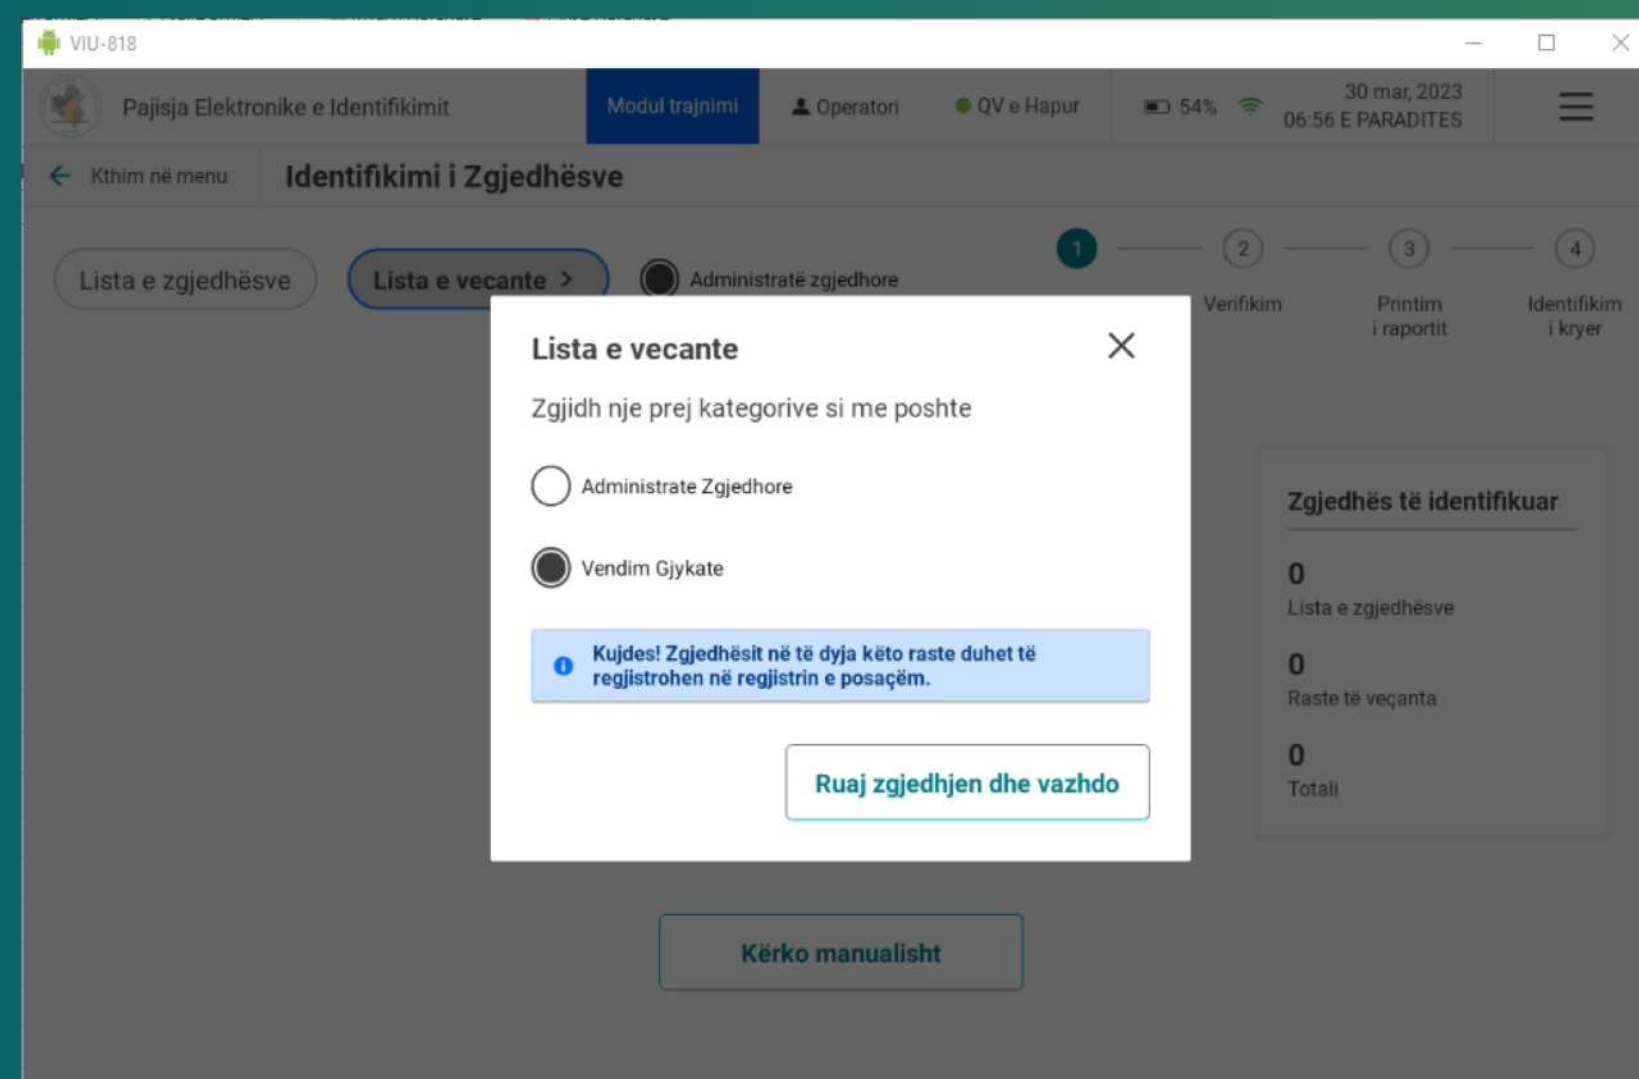 VIU-818
Pajisja Elektronike e Identifikimit
Modul trajnimi
Operatori
QV e Hapur
54%
30 mar, 2023
06:56 E PARADITES
Kthim në menu
Identifikimi i Zgjedhësve
Lista e zgjedhësve
Lista e vecante >
Administratë zgjedhore
1
2
3
4
Verifikim
Printim
i raportit
Identifikim
i kryer
Lista e vecante
Zgjidh nje prej kategorive si me poshte
Administrate Zgjedhore
Vendim Gjykate
Kujdes! Zgjedhësit në të dyja këto raste duhet të
regjistrohen në regjistrin e posaçëm.
Ruaj zgjedhjen dhe vazhdo
Zgjedhës të identifikuar
0
Lista e zgjedhësve
0
Raste të veçanta
0
Totali
Kërko manualisht